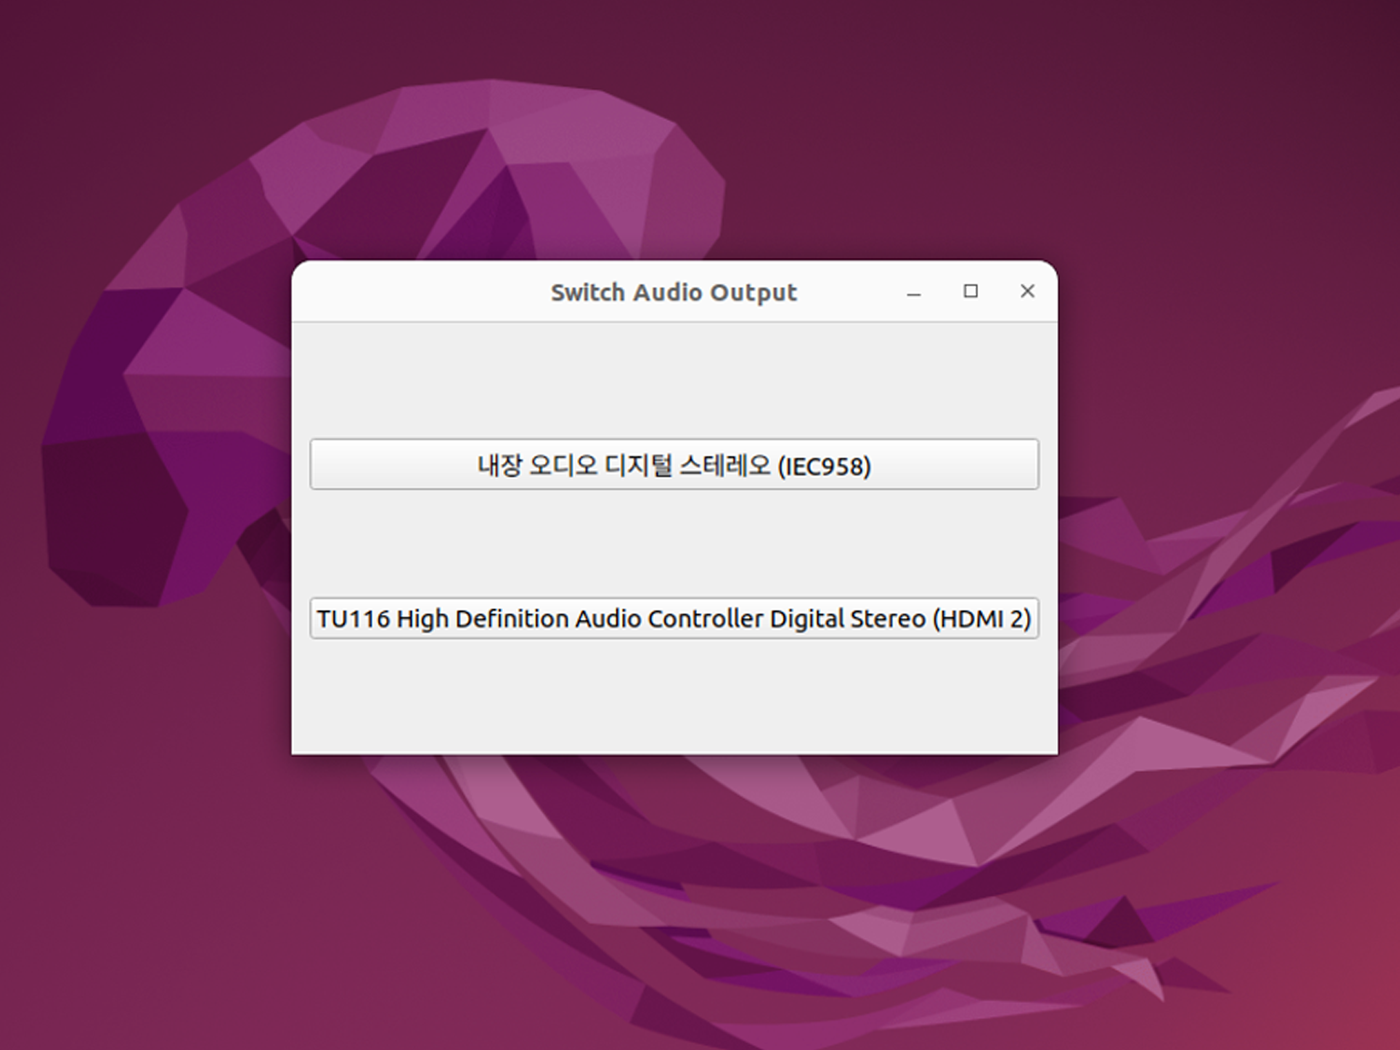 Switch Audio Output
내장 오디오 디지털 스테레오 (IEC958)
TU116 High Definition Audio Controller Digital Stereo (HDMI 2)